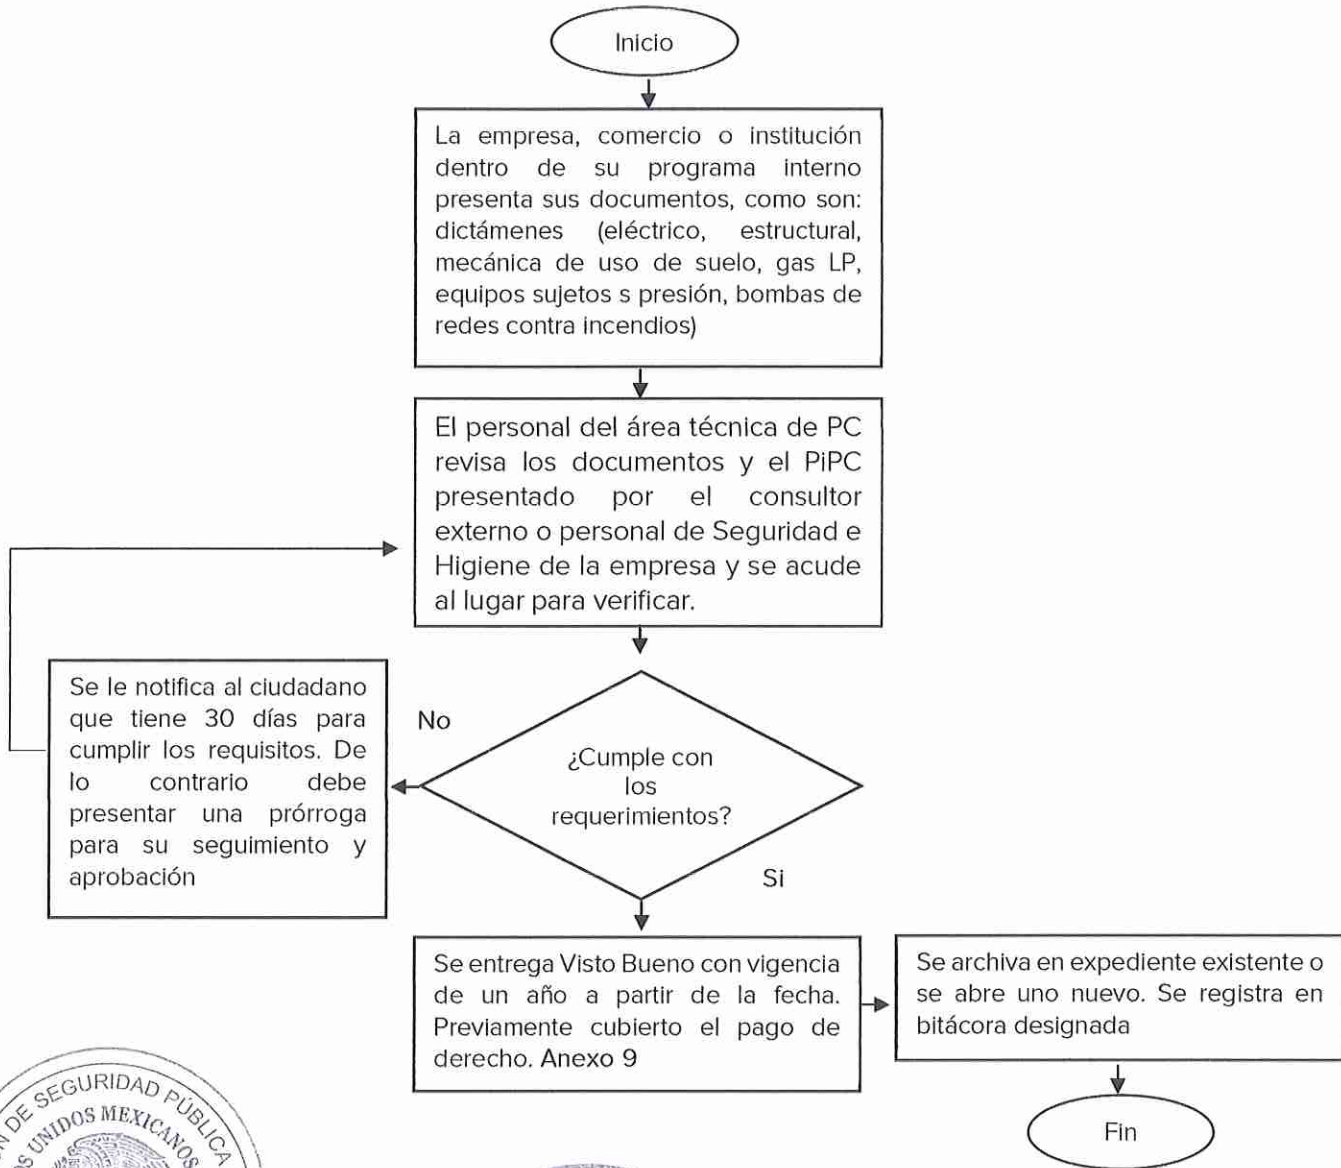 Inicio
La empresa, comercio o institución
dentro de su programa interno
presenta sus documentos, como son:
dictámenes (eléctrico, estructural,
mecánica de uso de suelo, gas LP,
equipos sujetos s presión, bombas de
redes contra incendios)
El personal del área técnica de PC
revisa los documentos y el PiPC
presentado por el consultor
externo o personal de Seguridad e
Higiene de la empresa y se acude
al lugar para verificar.
Se le notifica al ciudadano
que tiene 30 días para
cumplir los requisitos. De
lo contrario debe
presentar una prórroga
para su seguimiento y
aprobación
No
¿Cumple con
los
requerimientos?
Si
Se entrega Visto Bueno con vigencia
de un año a partir de la fecha.
Previamente cubierto el pago de
derecho. Anexo 9
Se archiva en expediente existente o
se abre uno nuevo. Se registra en
bitácora designada
Fin
DE SEGURIDAD PÚBLICA
UNIDOS MEXICANOS